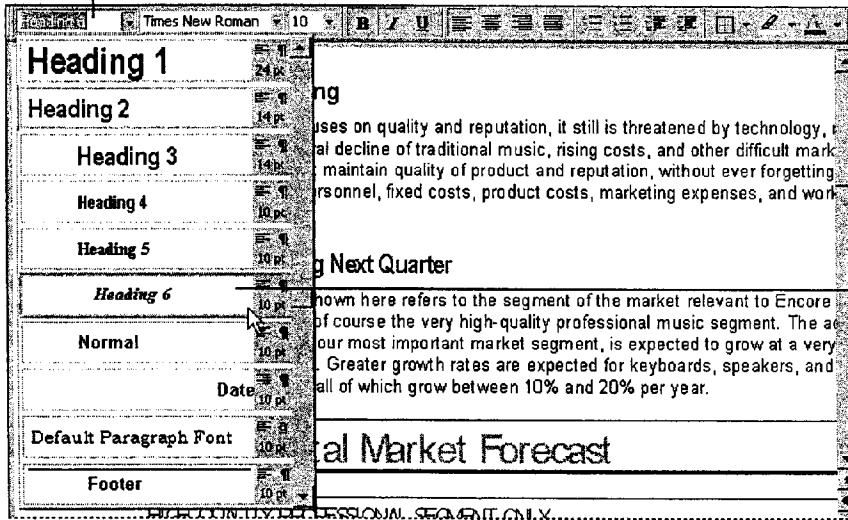 Heading 6 Times New Roman 10 B I U
Heading 1 24 pt
Heading 2 14 pt
Heading 3 14 pt
Heading 4 10 pt
Heading 5 10 pt
Heading 6 10 pt
Normal 10 pt
Date 10 pt
Default Paragraph Font a 10 pt
Footer 10 pt
ng
uses on quality and reputation, it still is threatened by technology,
al decline of traditional music, rising costs, and other difficult mark
maintain quality of product and reputation, without ever forgetting
rsonnel, fixed costs, product costs, marketing expenses, and work
g Next Quarter
hown here refers to the segment of the market relevant to Encore
of course the very high-quality professional music segment. The
our most important market segment, is expected to grow at a very
. Greater growth rates are expected for keyboards, speakers, and
all of which grow between 10% and 20% per year.
tal Market Forecast